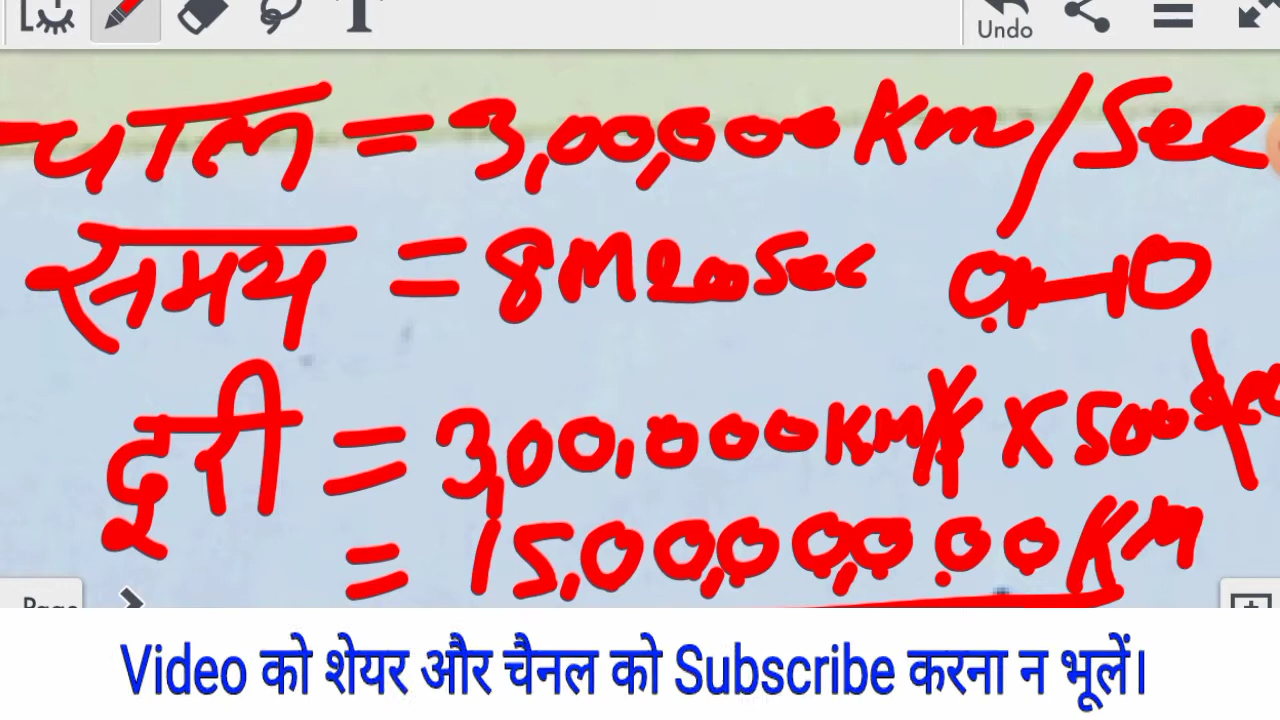 T
Undo
चाल = 3,00,000 Km/Sec
समय = 8M 20 Sec
दूरी = 3,00,000 Km × 500
= 15,00,00,000 Km
Video को शेयर और चैनल को Subscribe करना न भूलें।